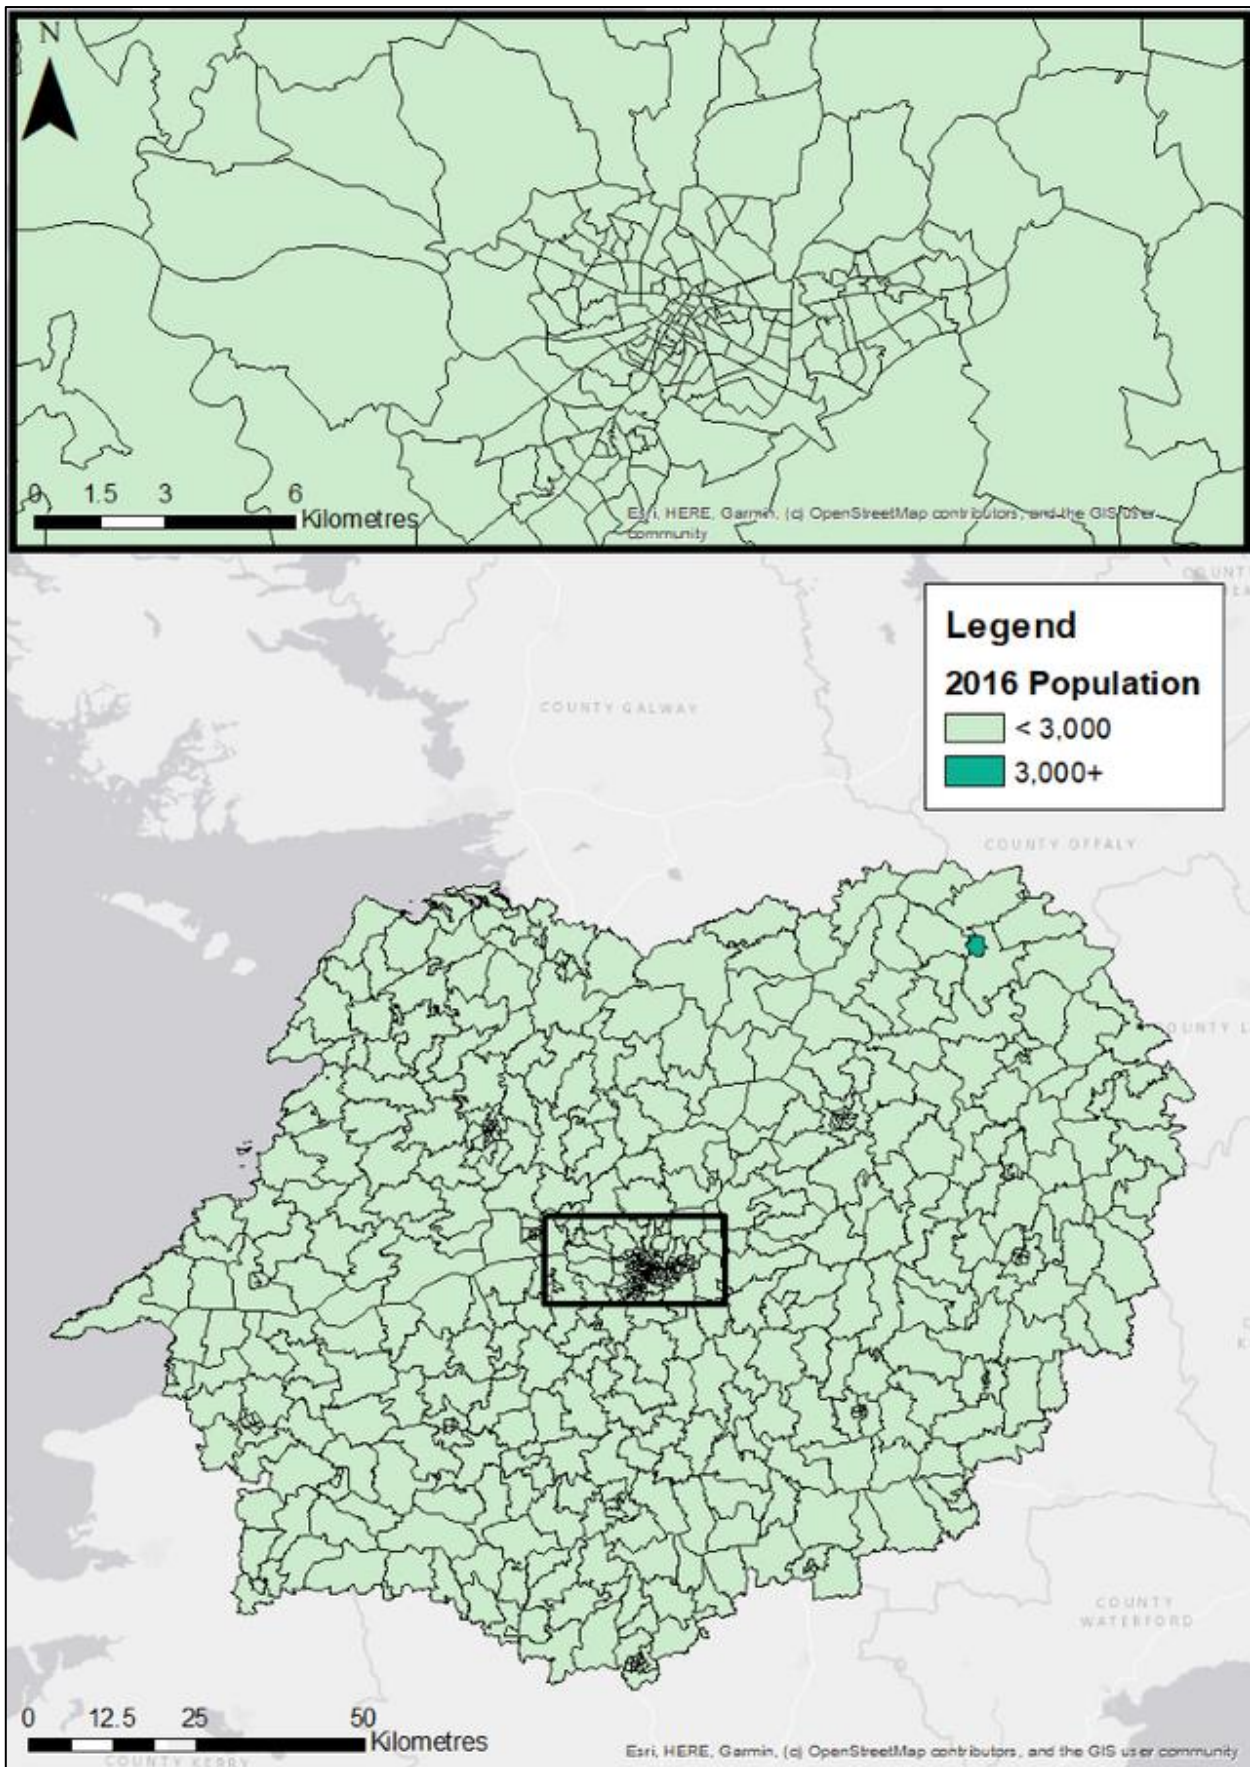 N
0 1.5 3 6
Kilometres
Esri, HERE, Garmin, (c) OpenStreetMap contributors, and the GIS user
community
Legend
2016 Population
< 3,000
3,000+
COUNTY GALWAY
COUNTY OFFALY
COUNTY L
COUNTY
WATERFORD
0 12.5 25 50
Kilometres
COUNTY KERRY
Esri, HERE, Garmin, (c) OpenStreetMap contributors, and the GIS user community